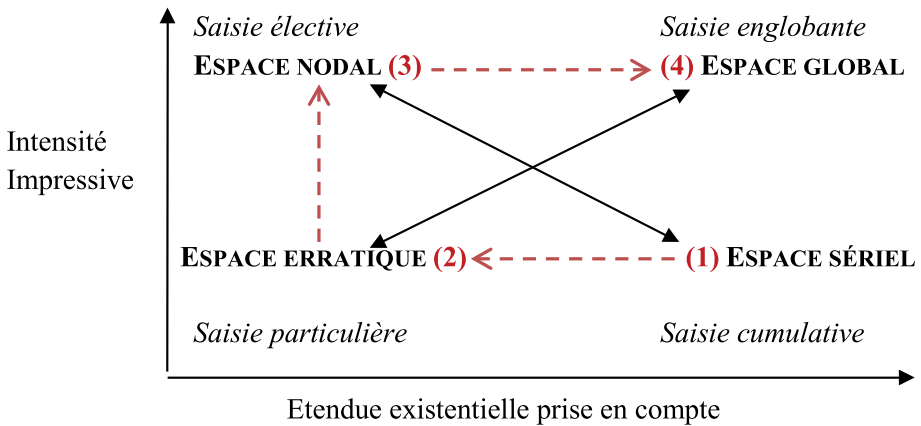 Saisie élective
Saisie englobante
ESPACE NODAL (3)
(4) ESPACE GLOBAL
Intensité
Impressive
ESPACE ERRATIQUE (2)
(1) ESPACE SÉRIEL
Saisie particulière
Saisie cumulative
Etendue existentielle prise en compte